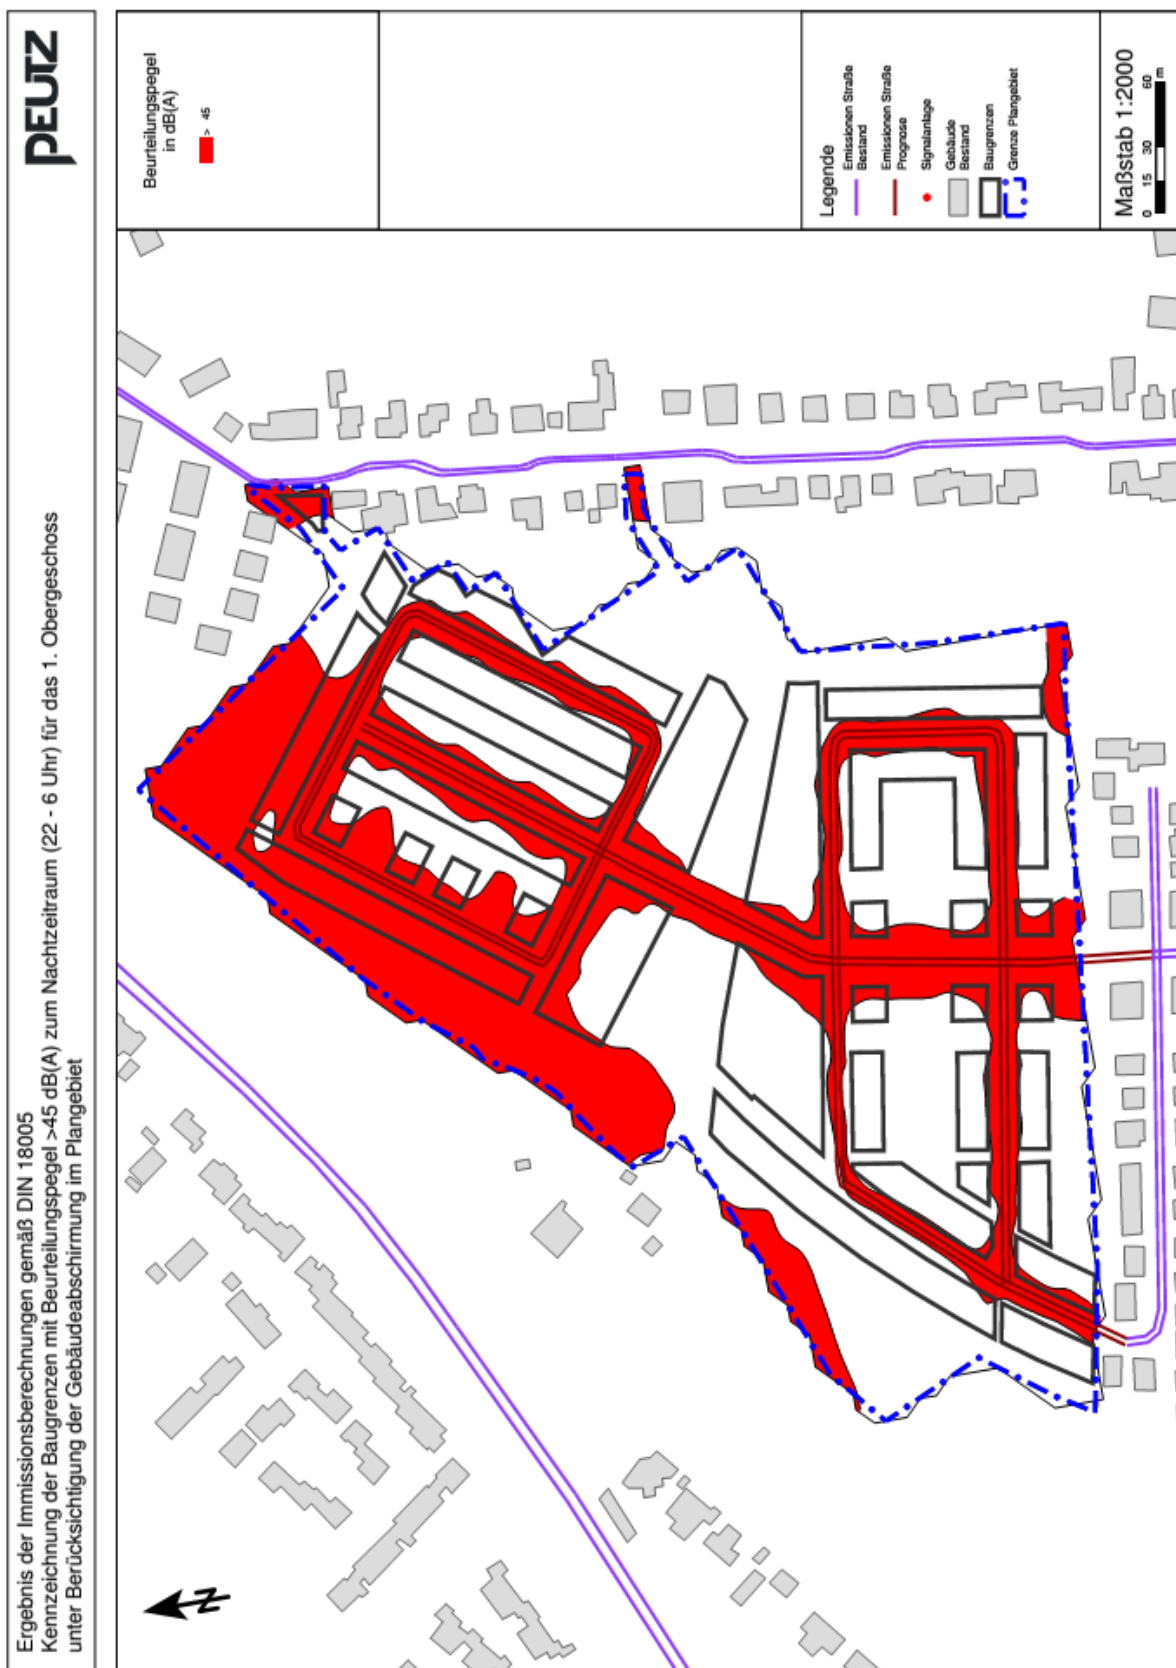 Ergebnis der Immissionsberechnungen gemäß DIN 18005
Kennzeichnung der Baugrenzen mit Beurteilungspegel >45 dB(A) zum Nachtzeitraum (22 - 6 Uhr) für das 1. Obergeschoss
unter Berücksichtigung der Gebäudeabschirmung im Plangebiet
PEUTZ
Beurteilungspegel
in dB(A)
> 45
Legende
Emissionen Straße
Bestand
Emissionen Straße
Prognose
Signalanlage
Gebäude
Bestand
Baugrenzen
Grenze Plangebiet
Maßstab 1:2000
0 15 30 60
m
N